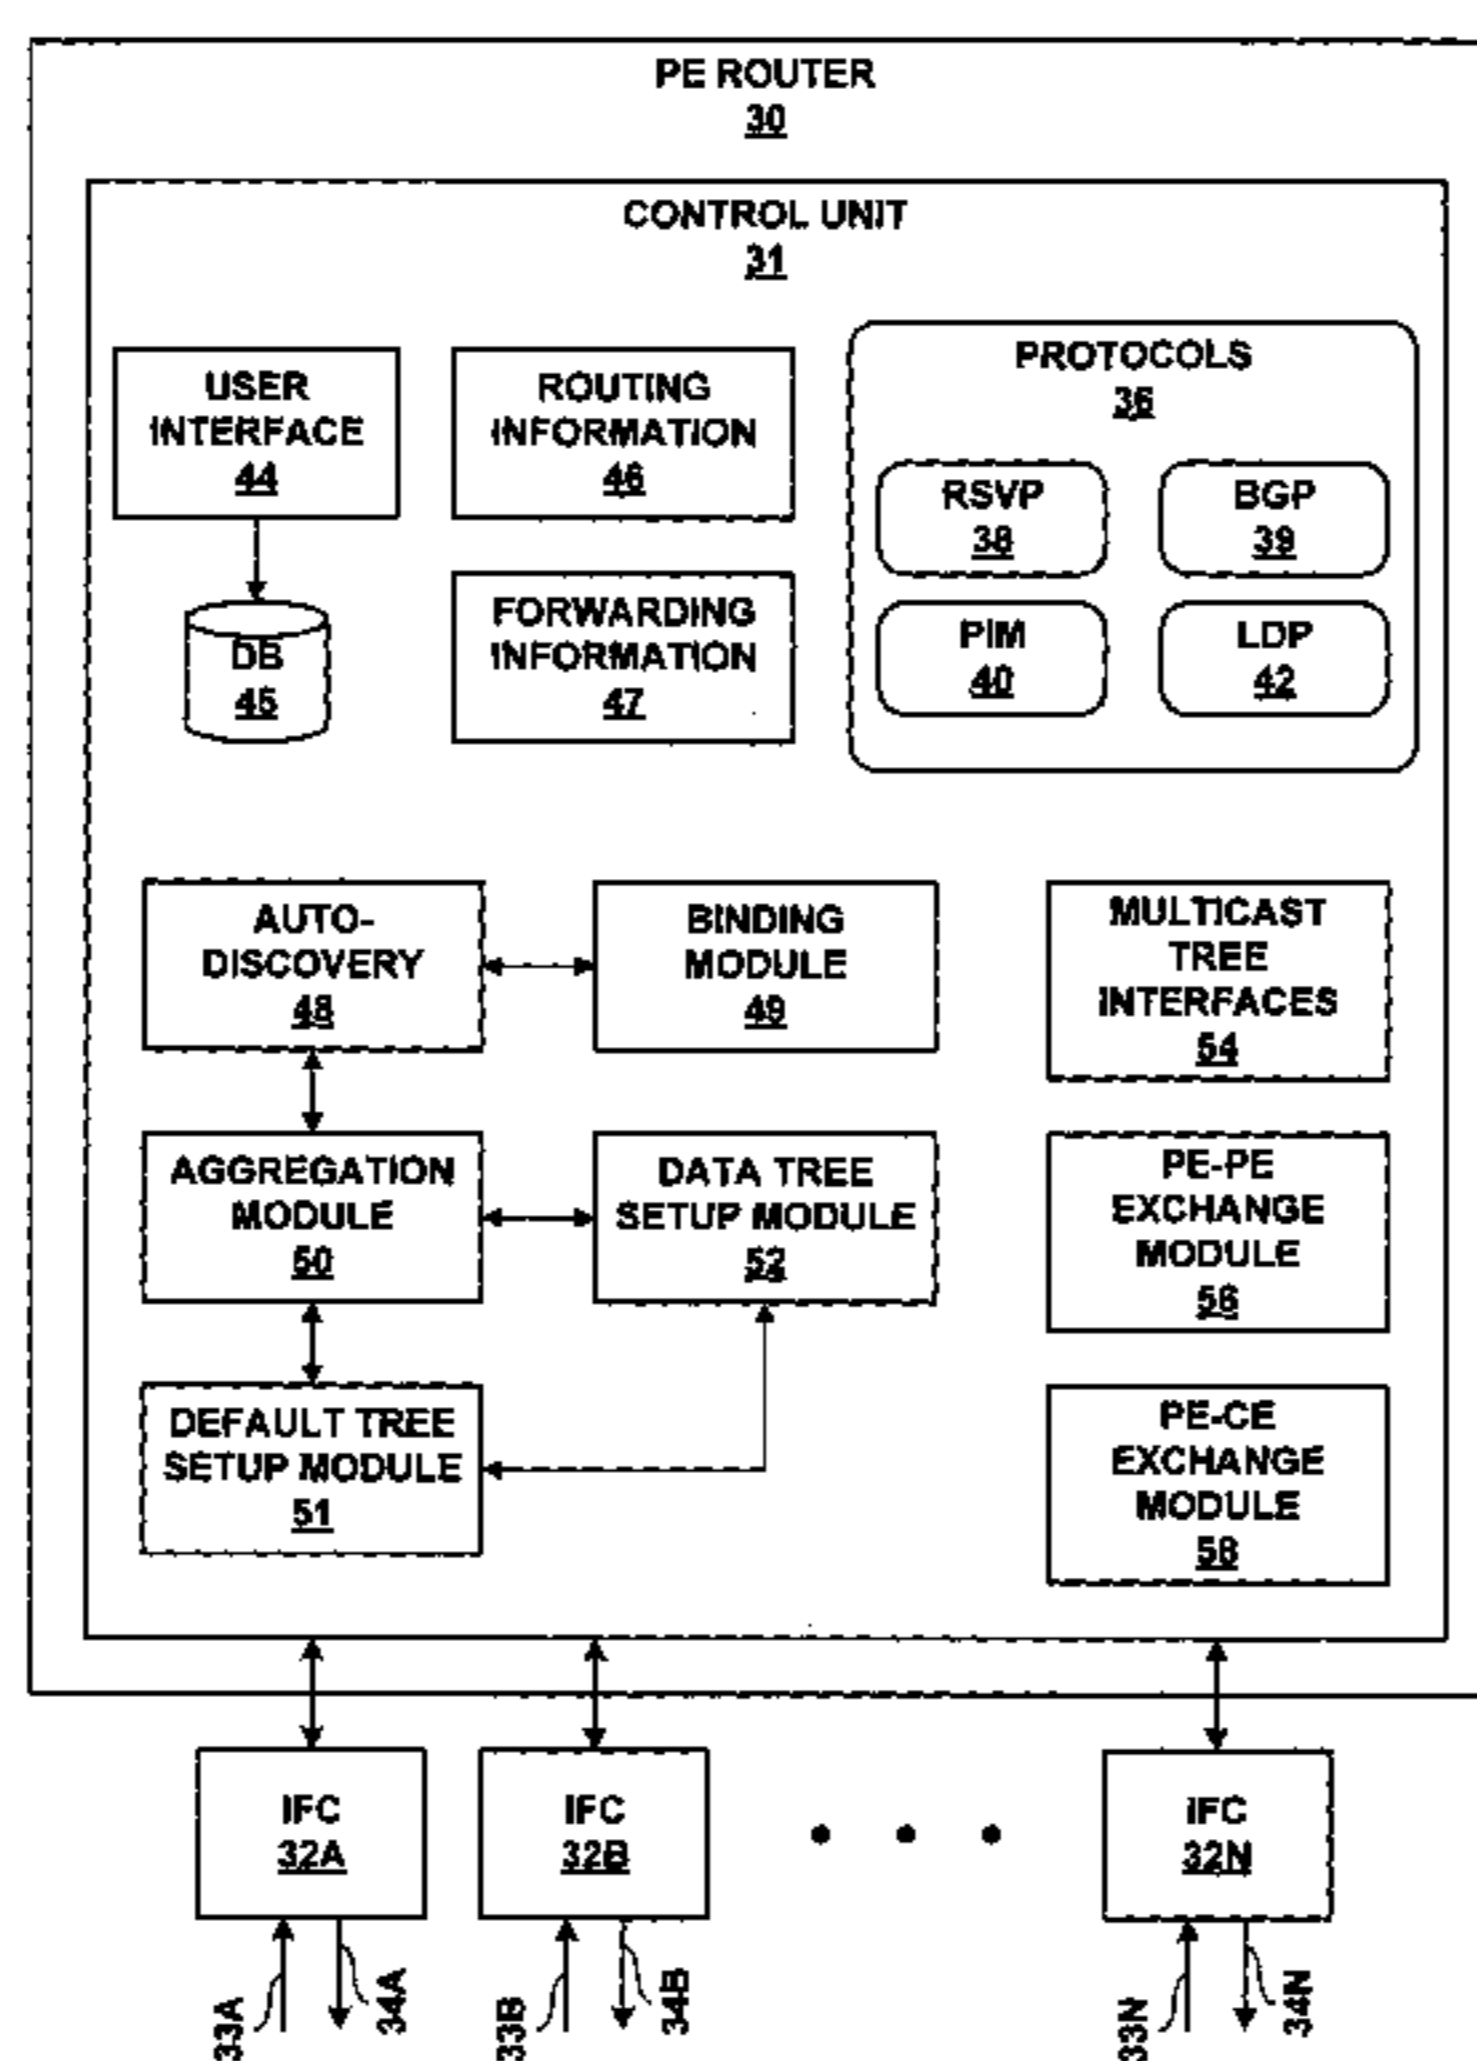 PE ROUTER
30
CONTROL UNIT
31
USER
INTERFACE
44
ROUTING
INFORMATION
46
PROTOCOLS
36
RSVP
38
BGP
39
PIM
40
LDP
42
DB
45
FORWARDING
INFORMATION
47
AUTO-
DISCOVERY
48
BINDING
MODULE
49
MULTICAST
TREE
INTERFACES
54
AGGREGATION
MODULE
50
DATA TREE
SETUP MODULE
52
PE-PE
EXCHANGE
MODULE
56
DEFAULT TREE
SETUP MODULE
51
PE-CE
EXCHANGE
MODULE
58
IFC
32A
IFC
32B
IFC
32N
33A
34A
33B
34B
33N
34N